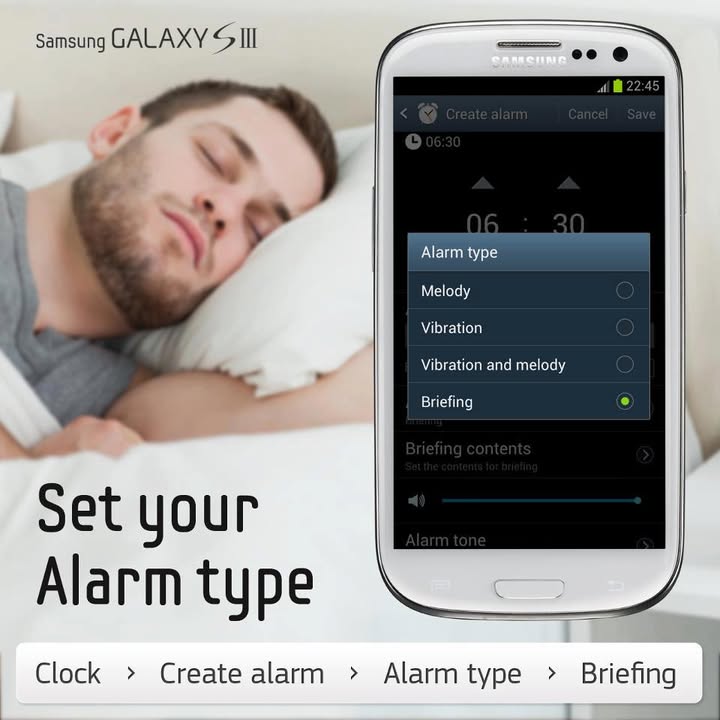 Samsung GALAXY S III
SAMSUNG
22:45
Create alarm Cancel Save
06:30
06 : 30
Alarm type
Melody
Vibration
Vibration and melody
Briefing
Briefing
Briefing contents
Set the contents for briefing
Alarm tone
Set your
Alarm type
Clock › Create alarm › Alarm type › Briefing